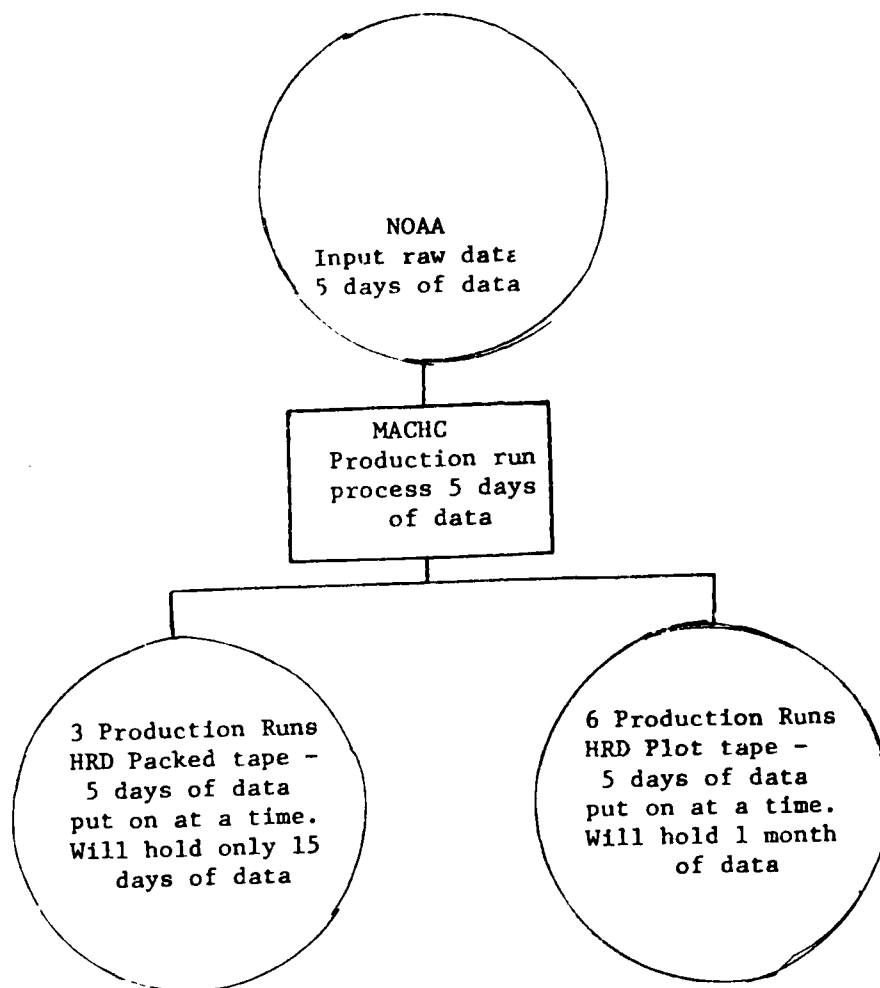 NOAA
Input raw data
5 days of data
MACHC
Production run
process 5 days
of data
3 Production Runs
HRD Packed tape -
5 days of data
put on at a time.
Will hold only 15
days of data
6 Production Runs
HRD Plot tape -
5 days of data
put on at a time.
Will hold 1 month
of data